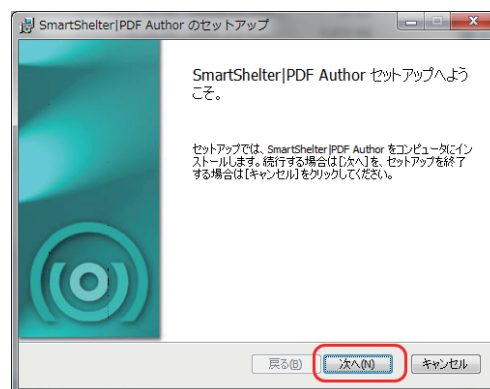 SmartShelter|PDF Author のセットアップ
SmartShelter|PDF Author セットアップへよう
こそ。
セットアップでは、SmartShelter|PDF Author をコンピュータにイン
ストールします。続行する場合は[次へ]を、セットアップを終了
する場合は[キャンセル]をクリックしてください。
戻る(B) 次へ(N) キャンセル